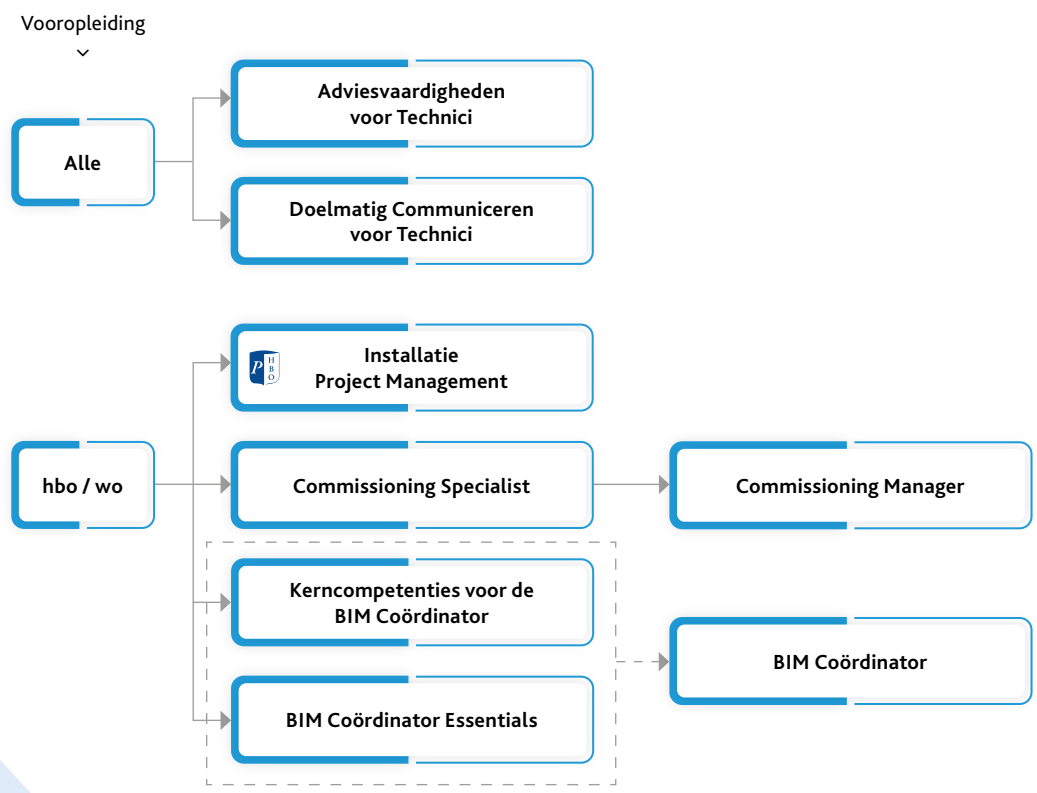 Vooropleiding
Alle
Adviesvaardigheden
voor Technici
Doelmatig Communiceren
voor Technici
hbo / wo
P HBO
Installatie
Project Management
Commissioning Specialist
Commissioning Manager
Kerncompetenties voor de
BIM Coördinator
BIM Coördinator Essentials
BIM Coördinator